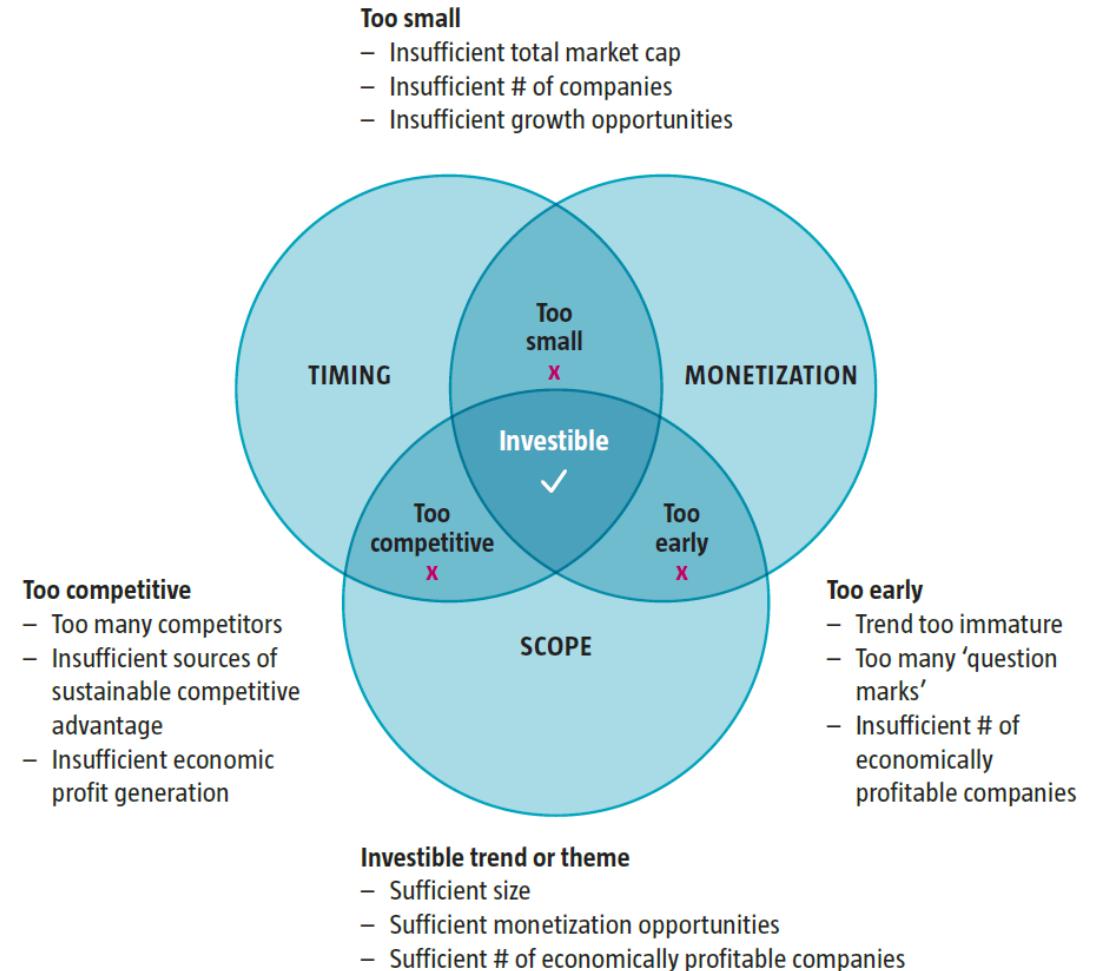 Too small
– Insufficient total market cap
– Insufficient # of companies
– Insufficient growth opportunities
Too
small
x
TIMING
MONETIZATION
Investible
✓
Too
competitive
x
Too
early
x
SCOPE
Too competitive
– Too many competitors
– Insufficient sources of
sustainable competitive
advantage
– Insufficient economic
profit generation
Too early
– Trend too immature
– Too many ‘question
marks’
– Insufficient # of
economically
profitable companies
Investible trend or theme
– Sufficient size
– Sufficient monetization opportunities
– Sufficient # of economically profitable companies